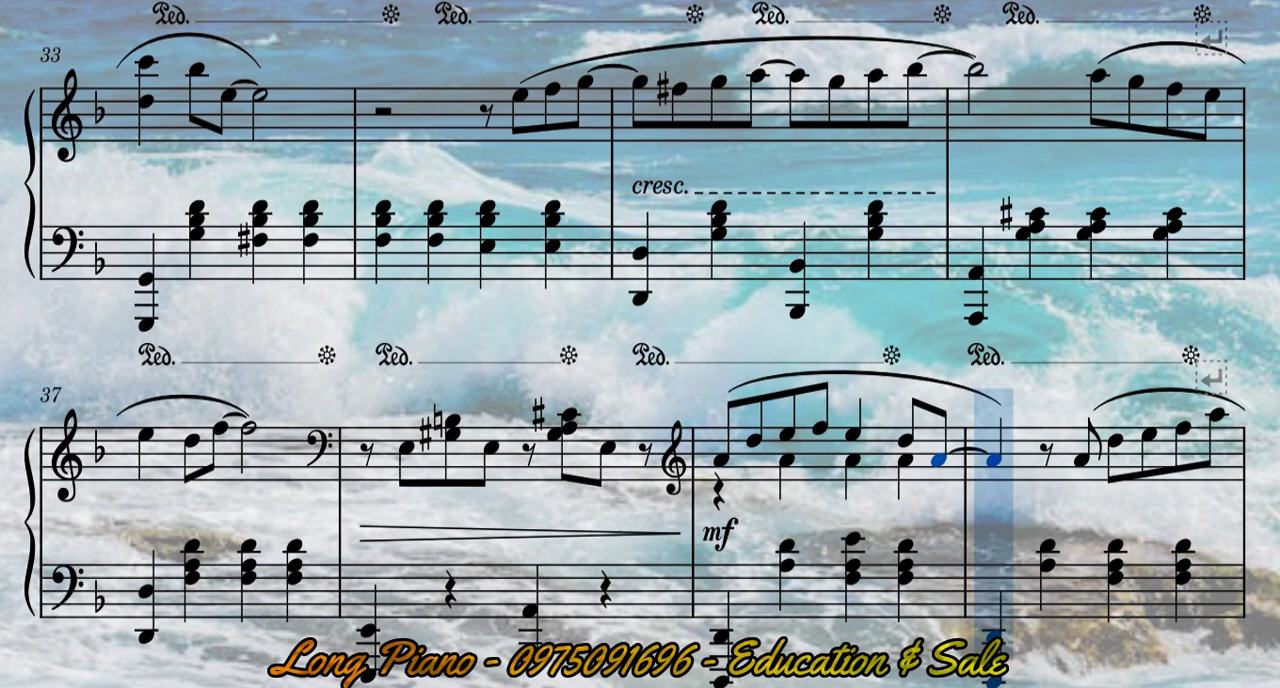 Ped. Ped. Ped. Ped.
33
cresc.
Ped. Ped. Ped. Ped.
37
mf
Long Piano - 0975091696 - Education & Sale